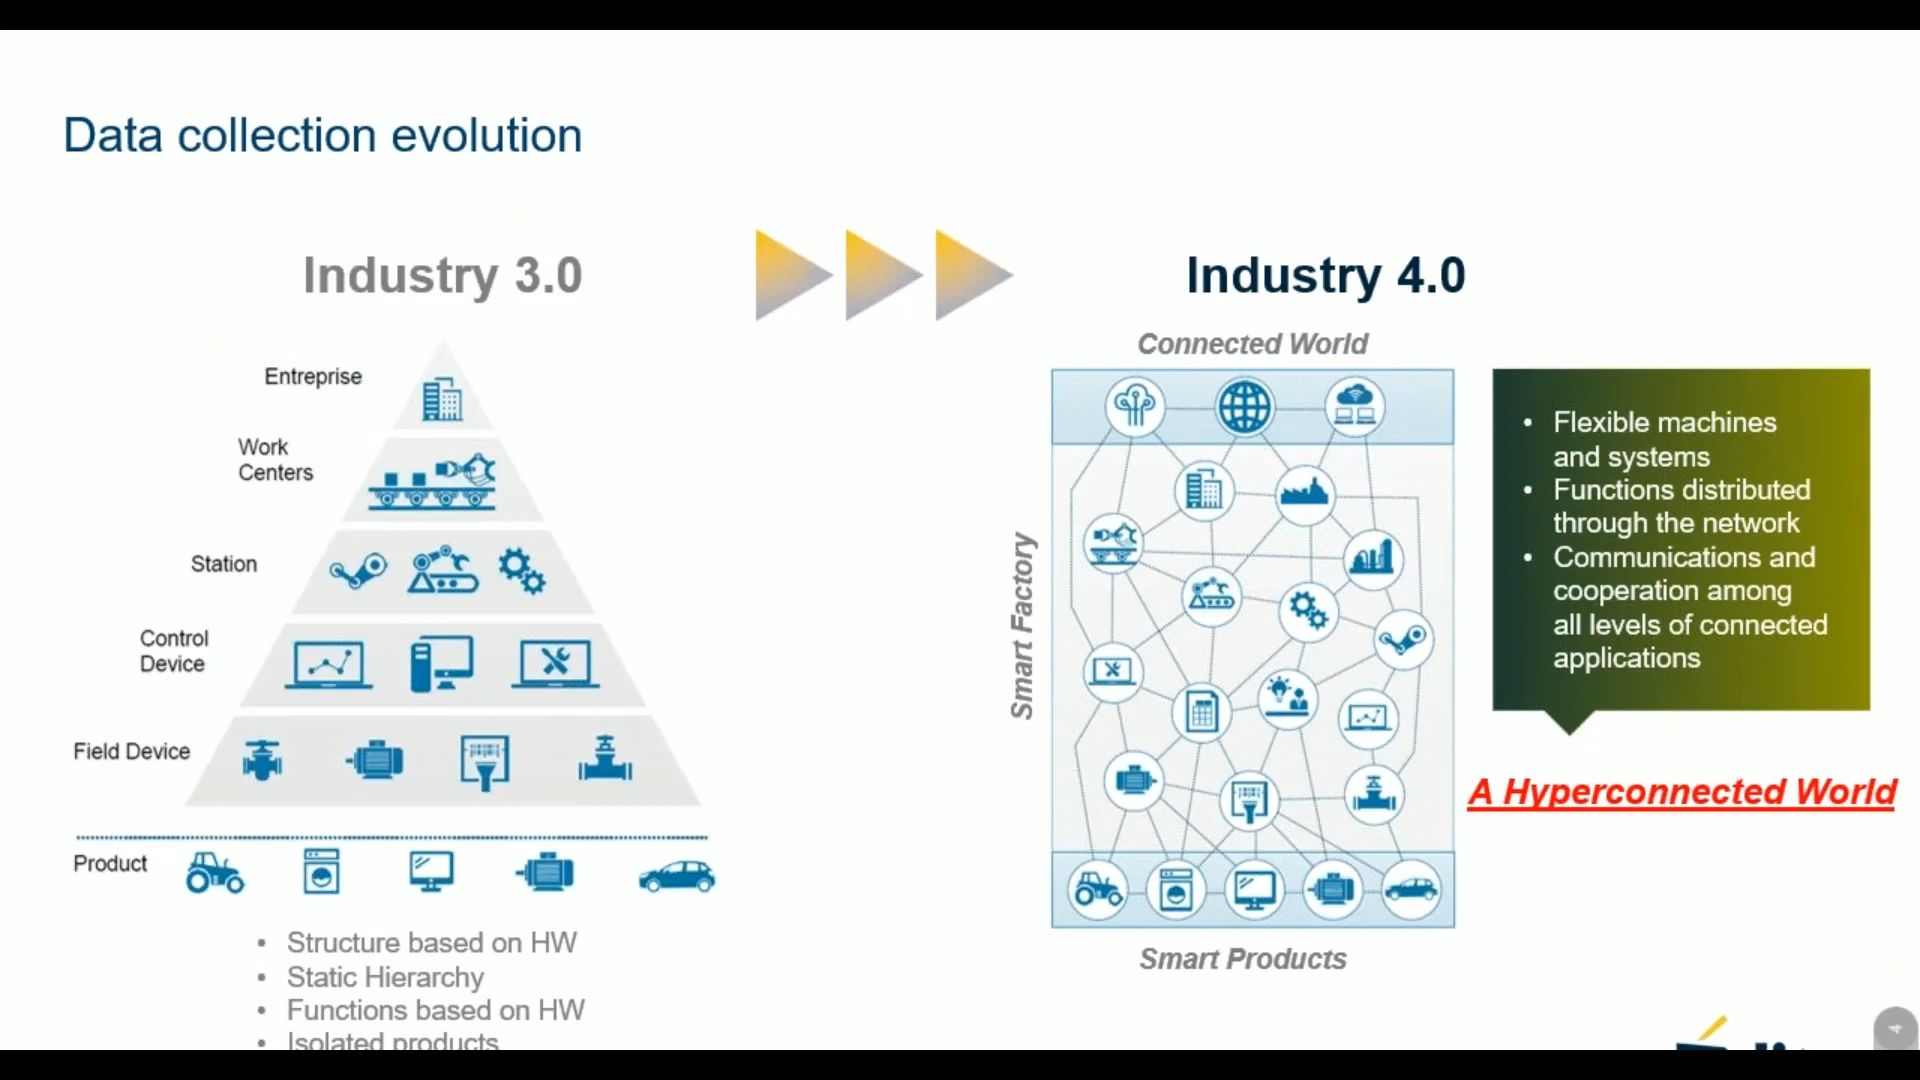 Data collection evolution
Industry 3.0
Entreprise
Work
Centers
Station
Control
Device
Field Device
Product
• Structure based on HW
• Static Hierarchy
• Functions based on HW
• Isolated products
Industry 4.0
Connected World
Smart Factory
Smart Products
• Flexible machines
and systems
• Functions distributed
through the network
• Communications and
cooperation among
all levels of connected
applications
A Hyperconnected World
4